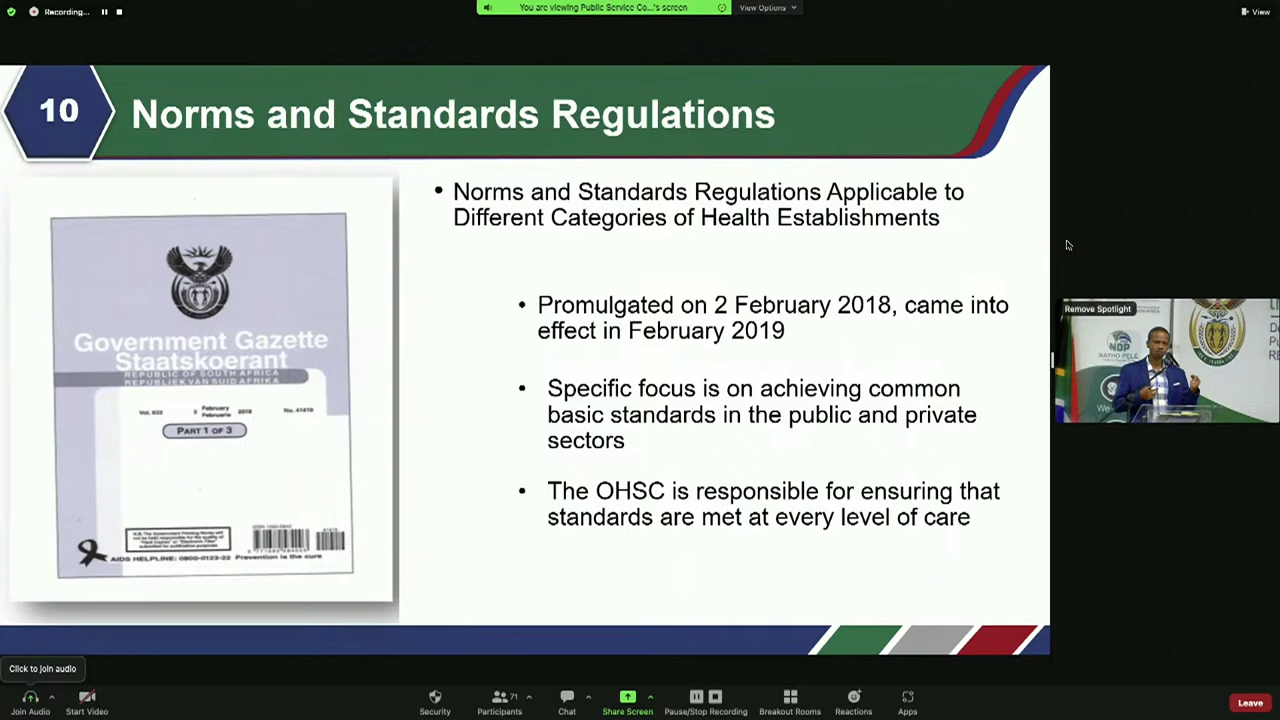 Recording...
You are viewing Public Service Co...'s screen
View Options
View
10
Norms and Standards Regulations
Government Gazette
Staatskoerant
REPUBLIC OF SOUTH AFRICA
REPUBLIEK VAN SUID AFRIKA
Vol. 632 2 February 2018 No. 41419
Februarie
PART 1 OF 3
AIDS HELPLINE: 0800-0123-22 Prevention is the cure
• Norms and Standards Regulations Applicable to
Different Categories of Health Establishments
• Promulgated on 2 February 2018, came into
effect in February 2019
• Specific focus is on achieving common
basic standards in the public and private
sectors
• The OHSC is responsible for ensuring that
standards are met at every level of care
Remove Spotlight
NDP
We
Click to join audio
Join Audio
Start Video
Security
Participants
71
Chat
Share Screen
Pause/Stop Recording
Breakout Rooms
Reactions
Apps
Leave